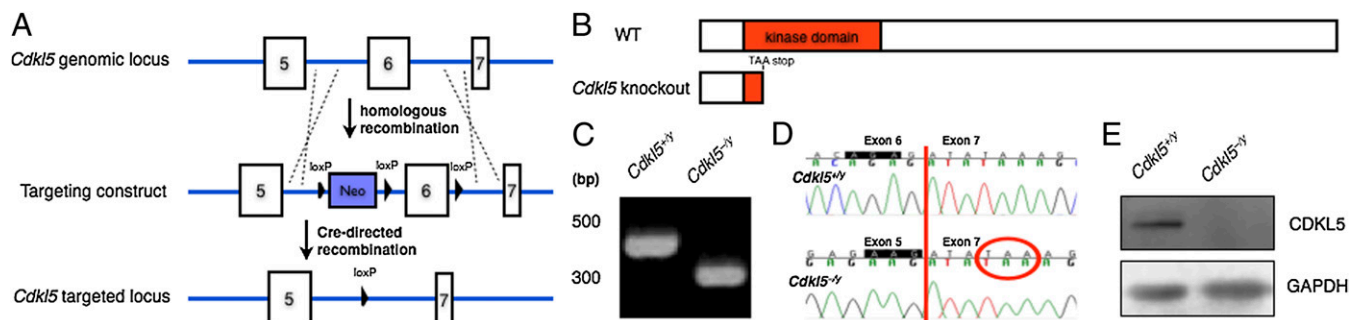 A
Cdkl5 genomic locus
5
6
7
homologous
recombination
Targeting construct
5
loxP
Neo
loxP
6
loxP
7
Cre-directed
recombination
Cdkl5 targeted locus
5
loxP
7
B
WT
kinase domain
TAA stop
Cdkl5 knockout
C
Cdkl5+/y
Cdkl5−/y
(bp)
500
300
D
Exon 6
Exon 7
A C A G A G A T A T A A A G
Cdkl5+/y
Exon 5
Exon 7
G A G A A G A T A T A A A G
Cdkl5-/y
E
Cdkl5+/y
Cdkl5−/y
CDKL5
GAPDH